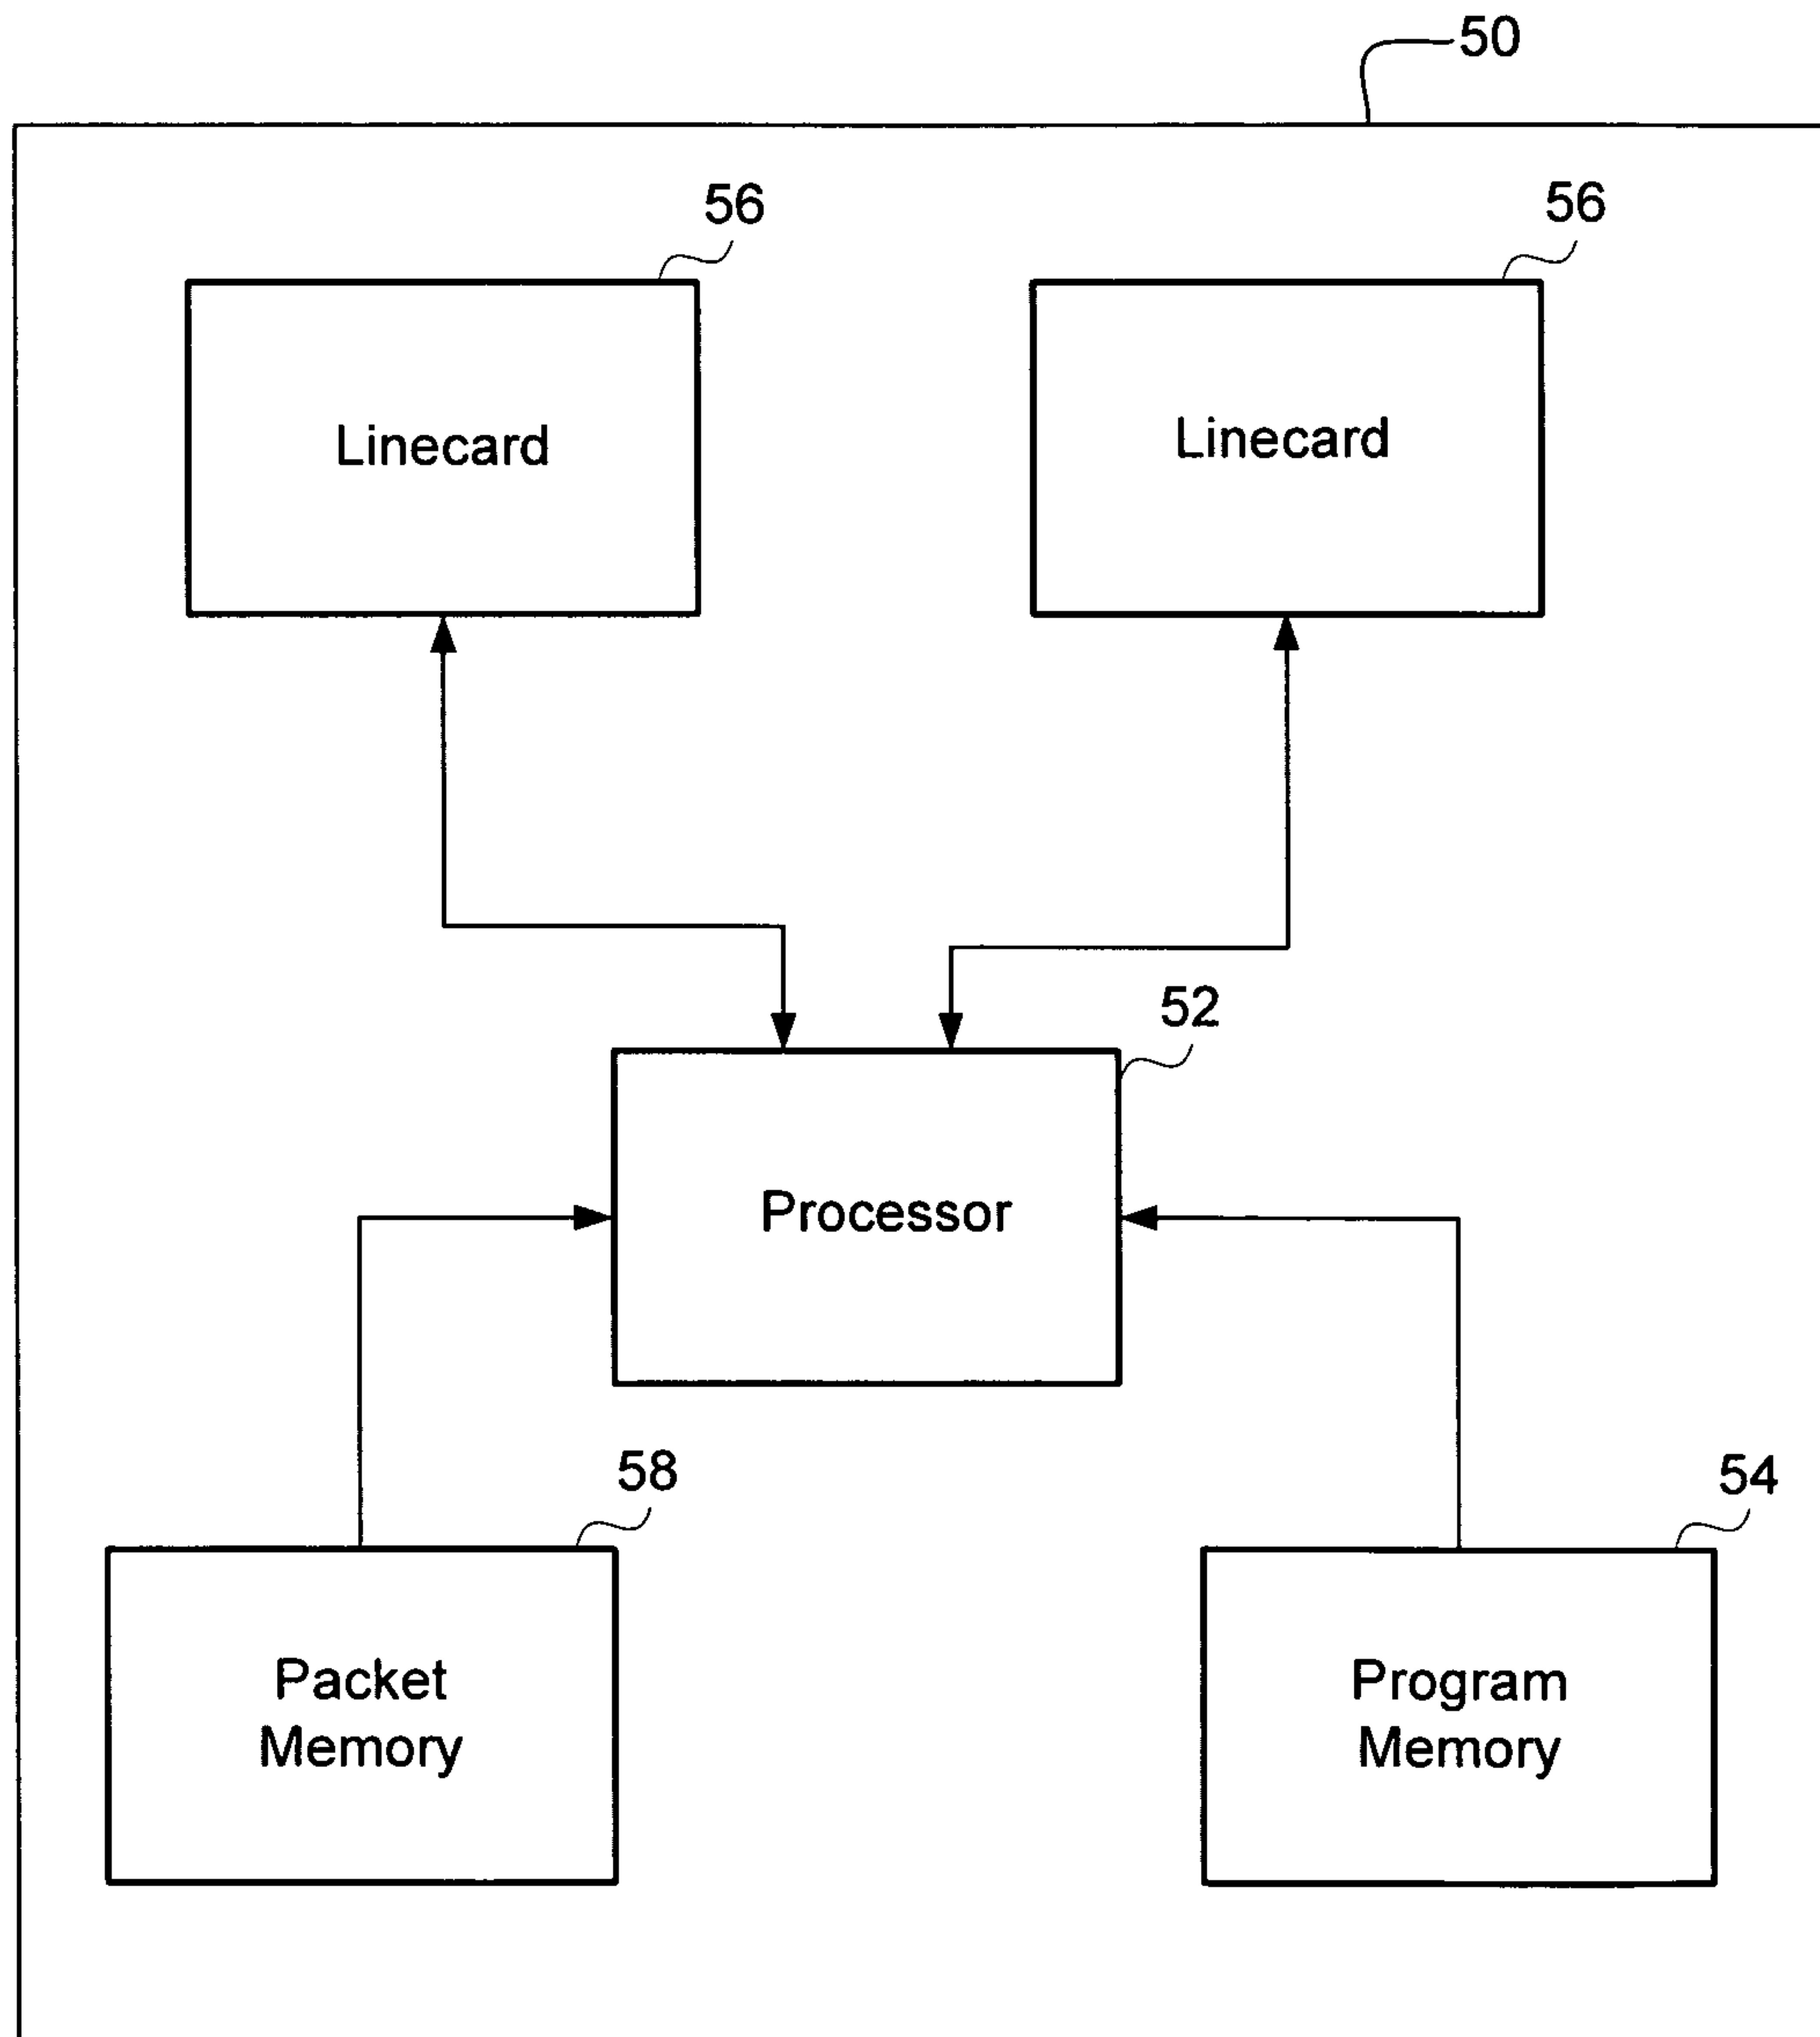 50
56
56
Linecard
Linecard
52
Processor
58
54
Packet
Memory
Program
Memory